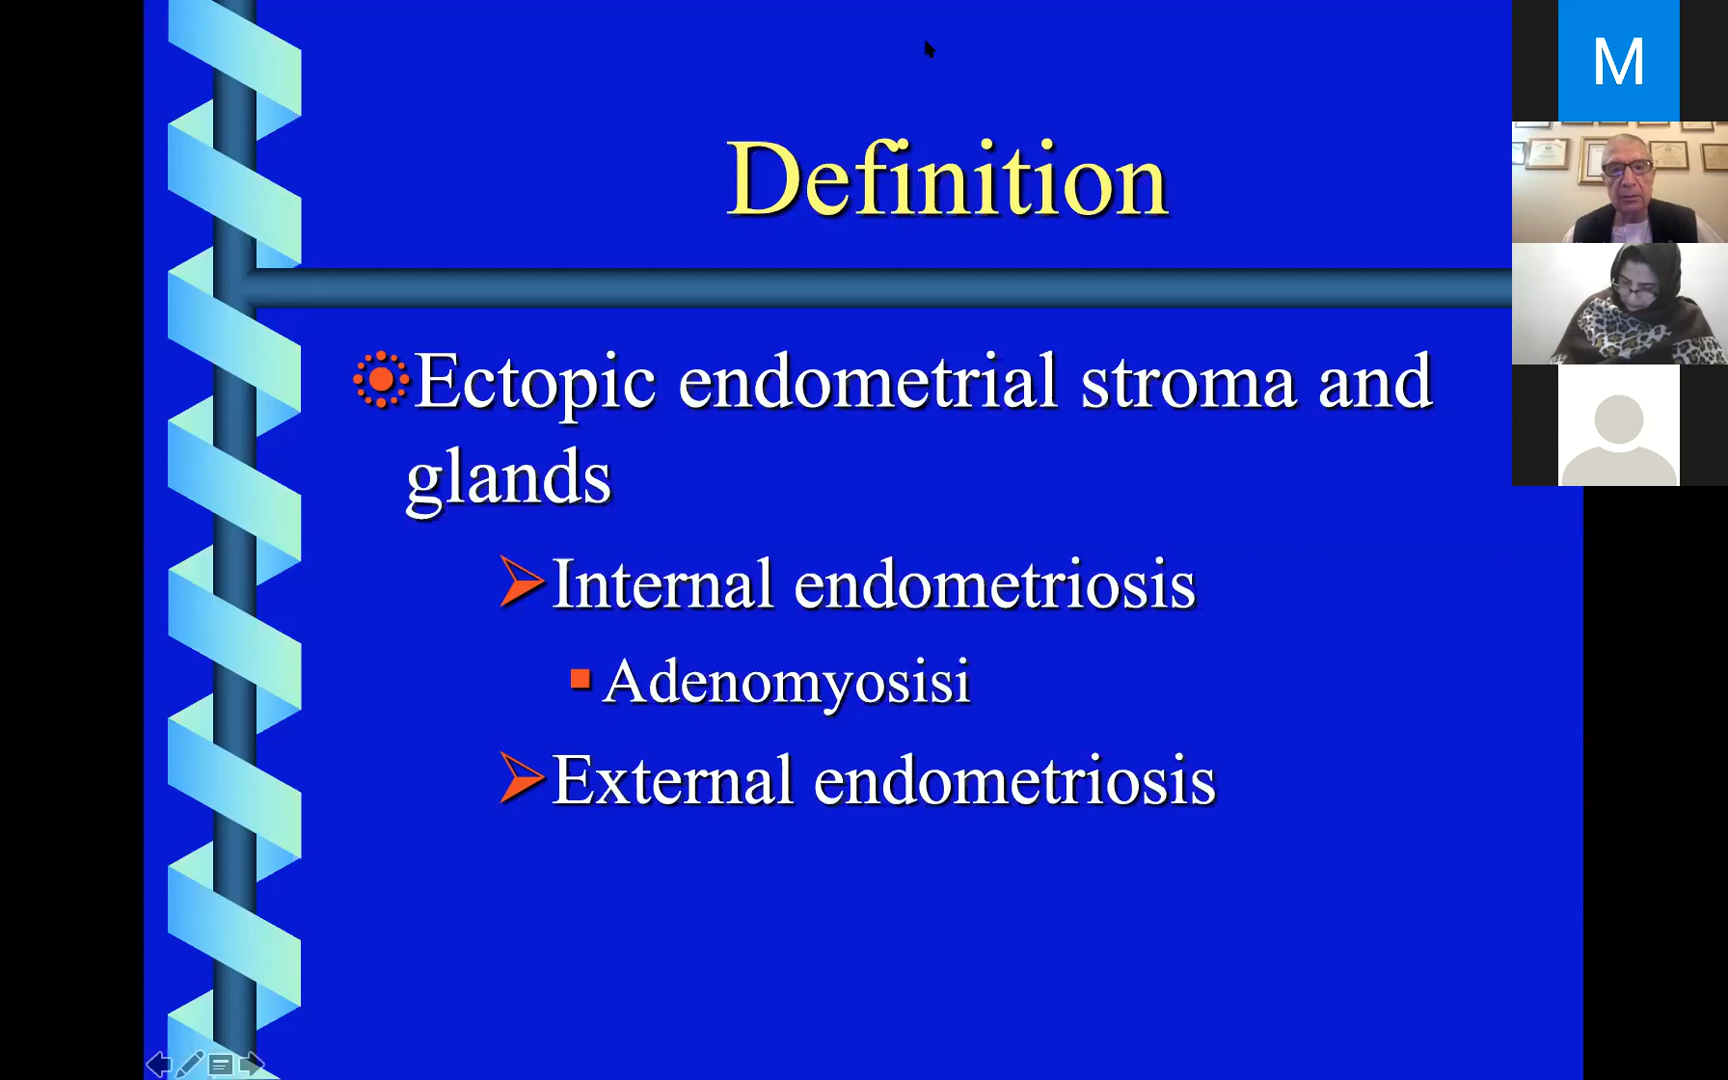 M
Definition
Ectopic endometrial stroma and
glands
Internal endometriosis
Adenomyosisi
External endometriosis